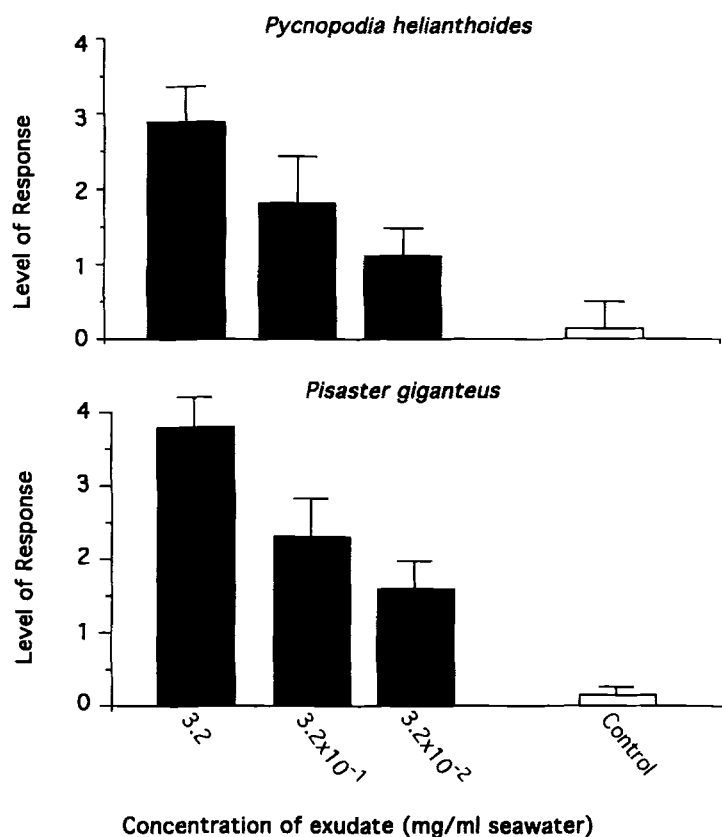 Pycnopodia helianthoides
Level of Response
4
3
2
1
0
Pisaster giganteus
Level of Response
4
3
2
1
0
3.2
3.2x10-1
3.2x10-2
Control
Concentration of exudate (mg/ml seawater)